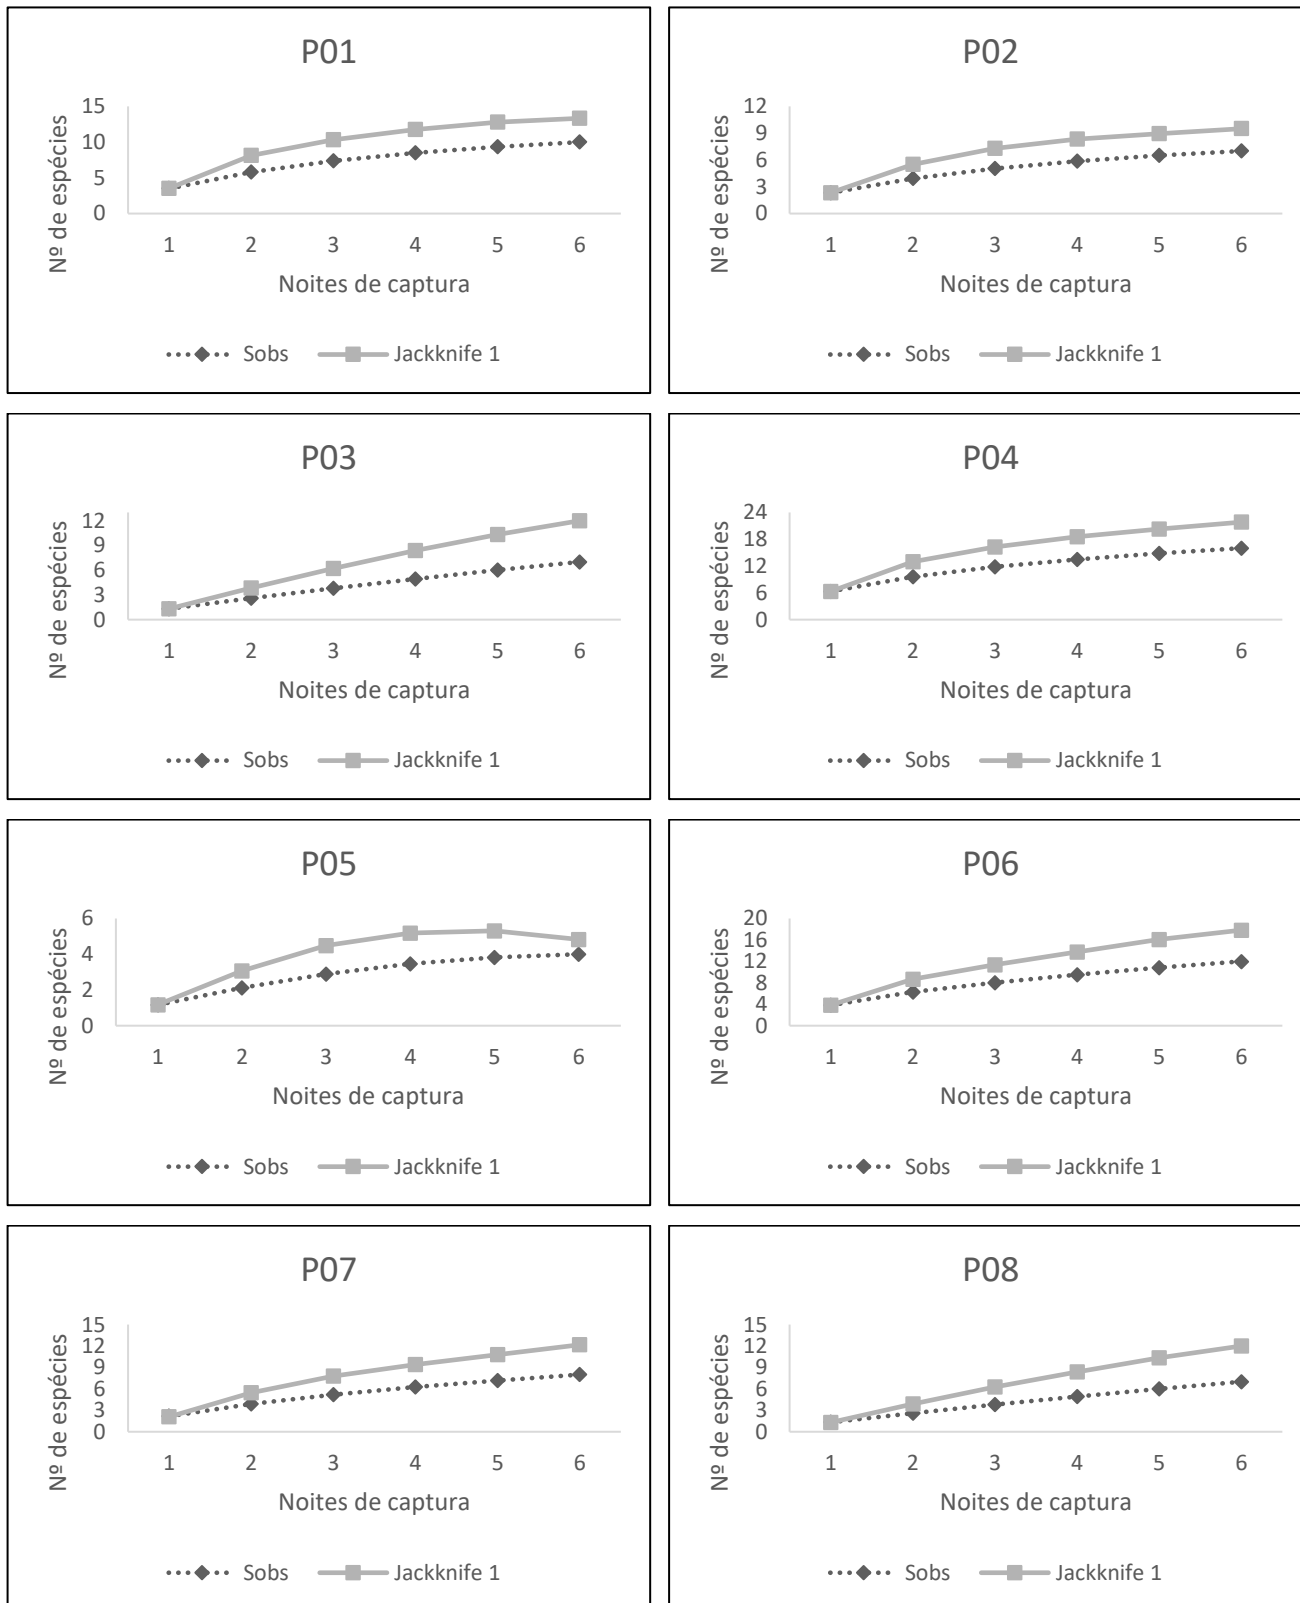 P01
Nº de espécies
15
10
5
0
1 2 3 4 5 6
Noites de captura
Sobs Jackknife 1
P02
Nº de espécies
12
9
6
3
0
1 2 3 4 5 6
Noites de captura
Sobs Jackknife 1
P03
Nº de espécies
12
9
6
3
0
1 2 3 4 5 6
Noites de captura
Sobs Jackknife 1
P04
Nº de espécies
24
18
12
6
0
1 2 3 4 5 6
Noites de captura
Sobs Jackknife 1
P05
Nº de espécies
6
4
2
0
1 2 3 4 5 6
Noites de captura
Sobs Jackknife 1
P06
Nº de espécies
20
16
12
8
4
0
1 2 3 4 5 6
Noites de captura
Sobs Jackknife 1
P07
Nº de espécies
15
12
9
6
3
0
1 2 3 4 5 6
Noites de captura
Sobs Jackknife 1
P08
Nº de espécies
15
12
9
6
3
0
1 2 3 4 5 6
Noites de captura
Sobs Jackknife 1